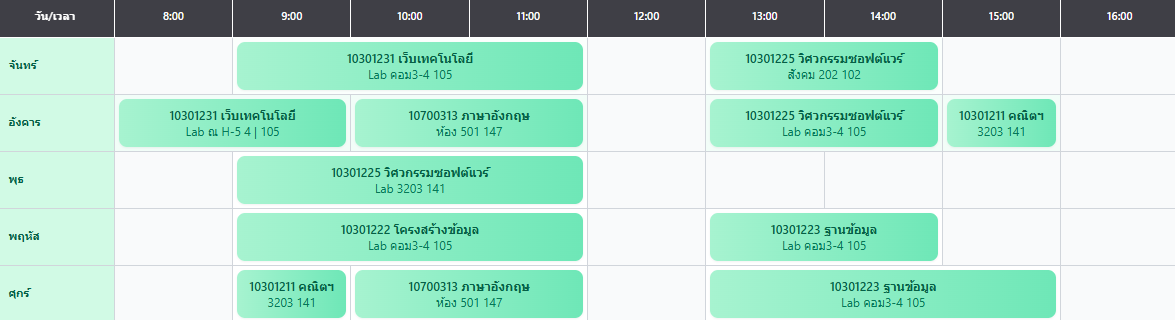 วัน/เวลา 8:00 9:00 10:00 11:00 12:00 13:00 14:00 15:00 16:00
จันทร์
10301231 เว็บเทคโนโลยี
Lab คอม3-4 105
10301225 วิศวกรรมซอฟต์แวร์
สังคม 202 102
อังคาร
10301231 เว็บเทคโนโลยี
Lab ณ H-5 4 | 105
10700313 ภาษาอังกฤษ
ห้อง 501 147
10301225 วิศวกรรมซอฟต์แวร์
Lab คอม3-4 105
10301211 คณิตฯ
3203 141
พุธ
10301225 วิศวกรรมซอฟต์แวร์
Lab 3203 141
พฤหัส
10301222 โครงสร้างข้อมูล
Lab คอม3-4 105
10301223 ฐานข้อมูล
Lab คอม3-4 105
ศุกร์
10301211 คณิตฯ
3203 141
10700313 ภาษาอังกฤษ
ห้อง 501 147
10301223 ฐานข้อมูล
Lab คอม3-4 105